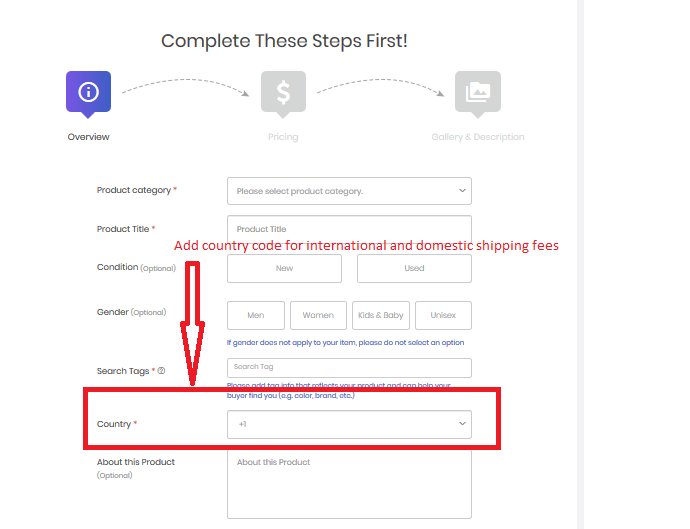 Complete These Steps First!
Overview
Pricing
Gallery & Description
Product category *
Please select product category.
Product Title *
Product Title
Add country code for international and domestic shipping fees
Condition (Optional)
New
Used
Gender (Optional)
Men
Women
Kids & Baby
Unisex
If gender does not apply to your item, please do not select an option
Search Tags *
Search Tag
Please add tag info that reflects your product and can help your
buyer find you (e.g. color, brand, etc.)
Country *
+1
About this Product
(Optional)
About this Product